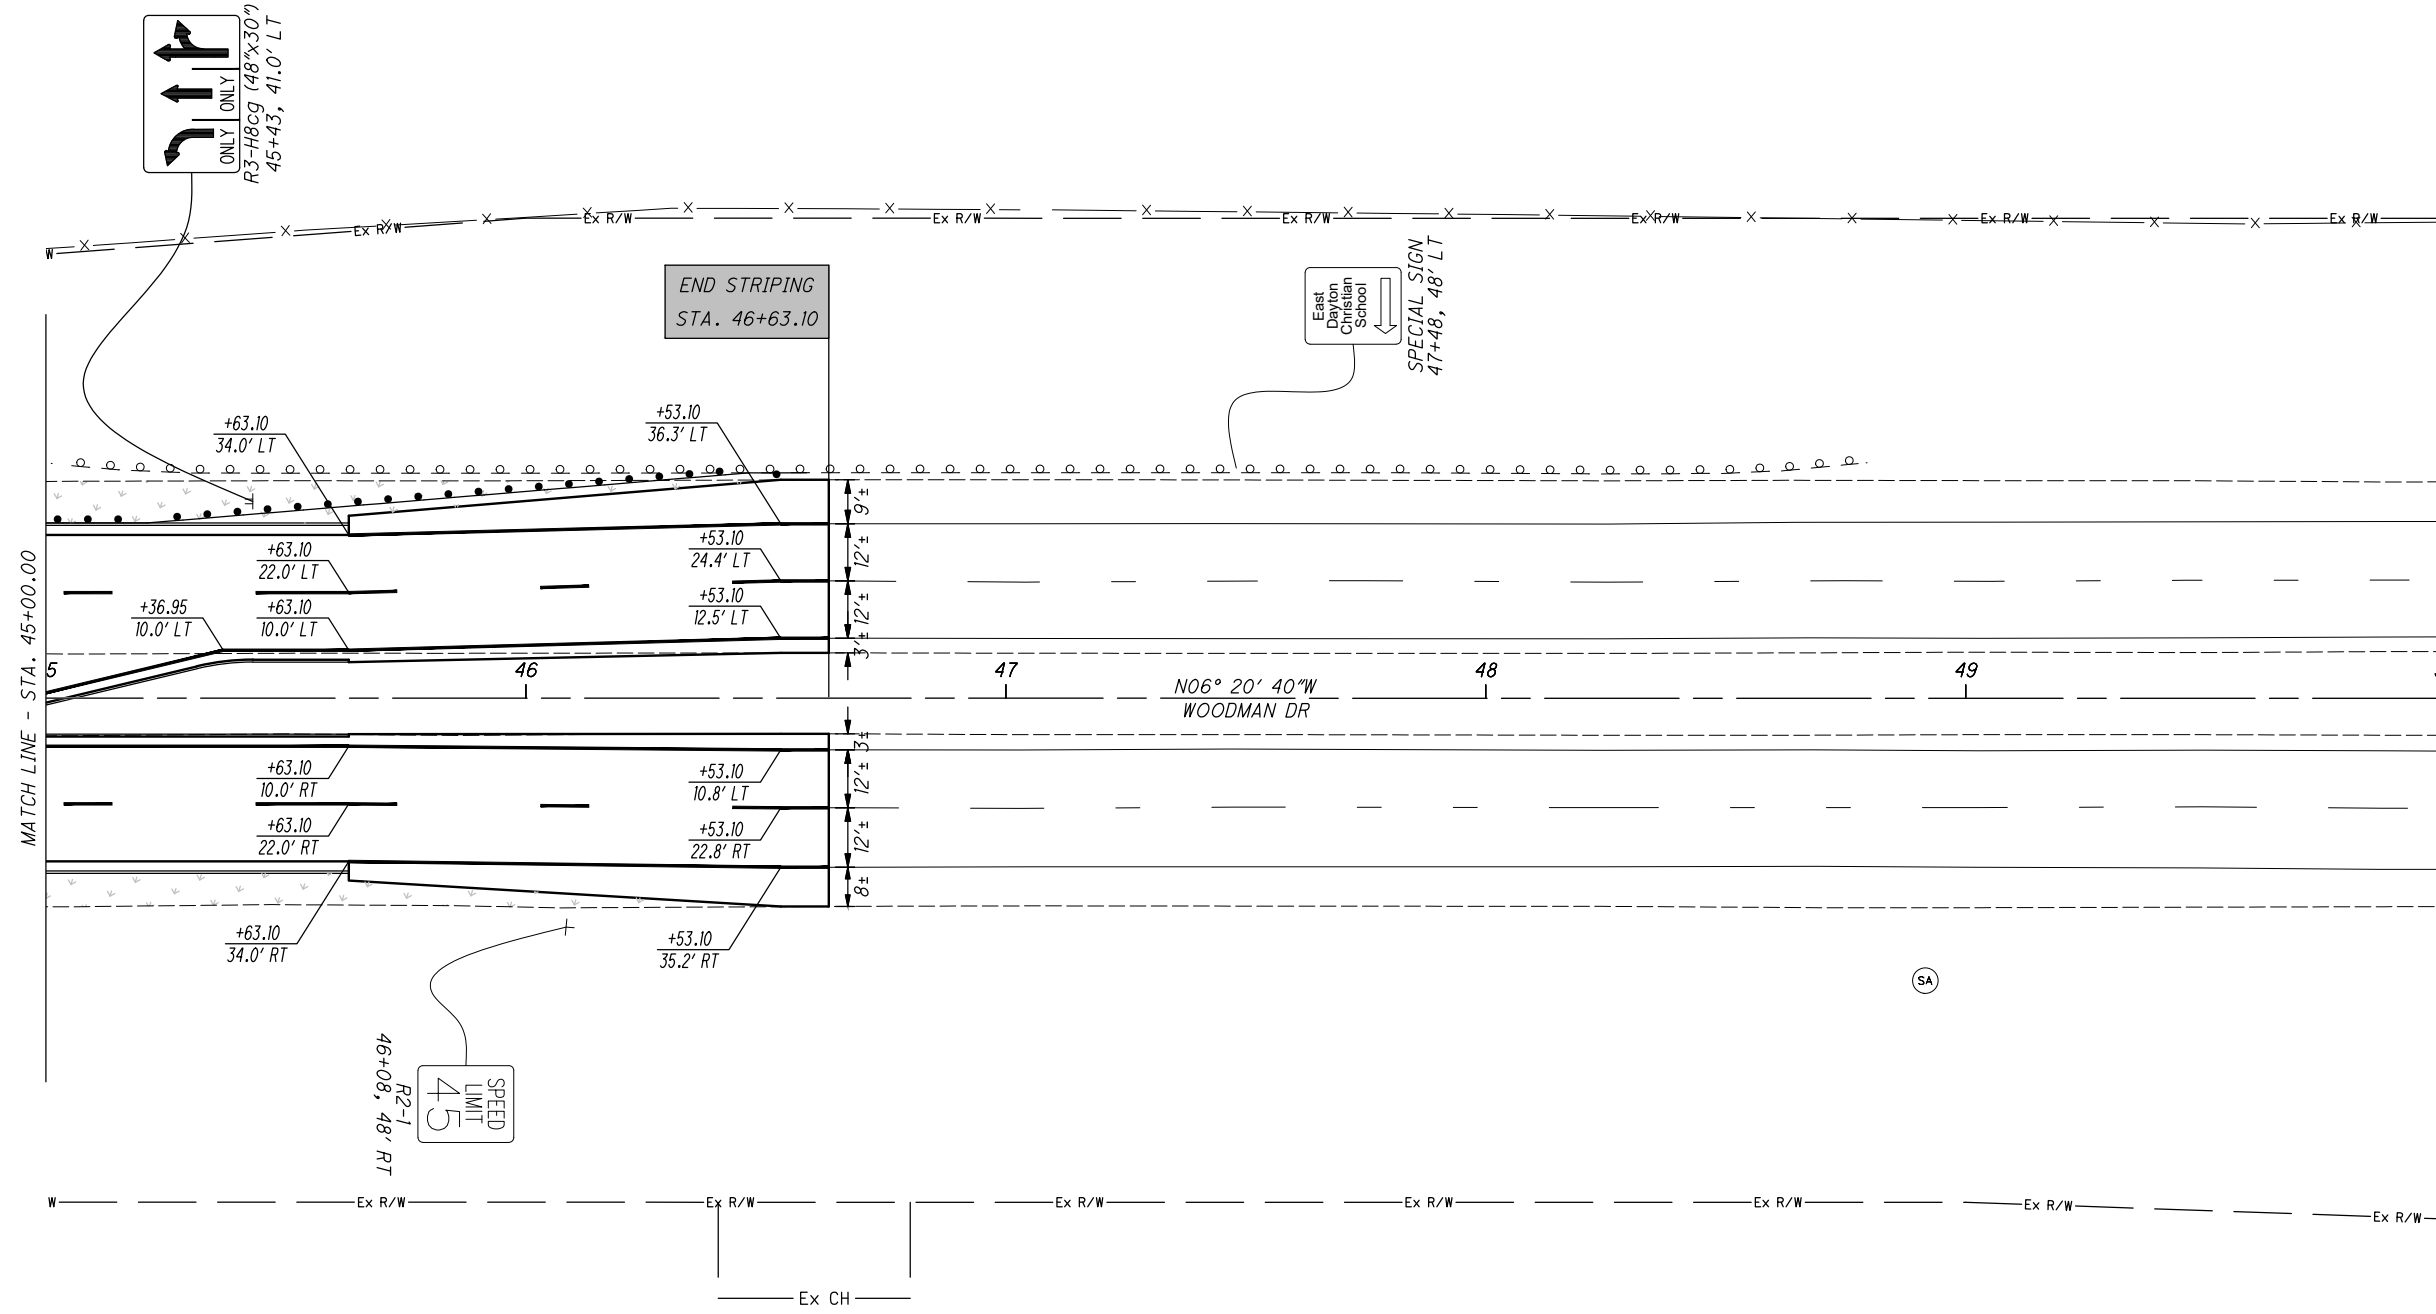 ONLY
ONLY
R3-H8cg (48"x30")
45+43, 41.0' LT
W
Ex R/W
Ex R/W
Ex R/W
Ex R/W
Ex R/W
Ex R/W
Ex R/W
END STRIPING
STA. 46+63.10
East
Dayton
Christian
School
SPECIAL SIGN
47+48, 48' LT
+63.10
34.0' LT
+53.10
36.3' LT
+63.10
22.0' LT
+53.10
24.4' LT
+36.95
10.0' LT
+63.10
10.0' LT
+53.10
12.5' LT
9'±
12'±
12'±
3'±
MATCH LINE - STA. 45+00.00
5
46
47
48
49
N06° 20' 40"W
WOODMAN DR
3±
12'±
12'±
8±
+63.10
10.0' RT
+53.10
10.8' LT
+63.10
22.0' RT
+53.10
22.8' RT
+63.10
34.0' RT
+53.10
35.2' RT
SA
SPEED
LIMIT
45
R2-1
46+08, 48' RT
W
Ex R/W
Ex R/W
Ex R/W
Ex R/W
Ex R/W
Ex R/W
Ex R/W
Ex CH